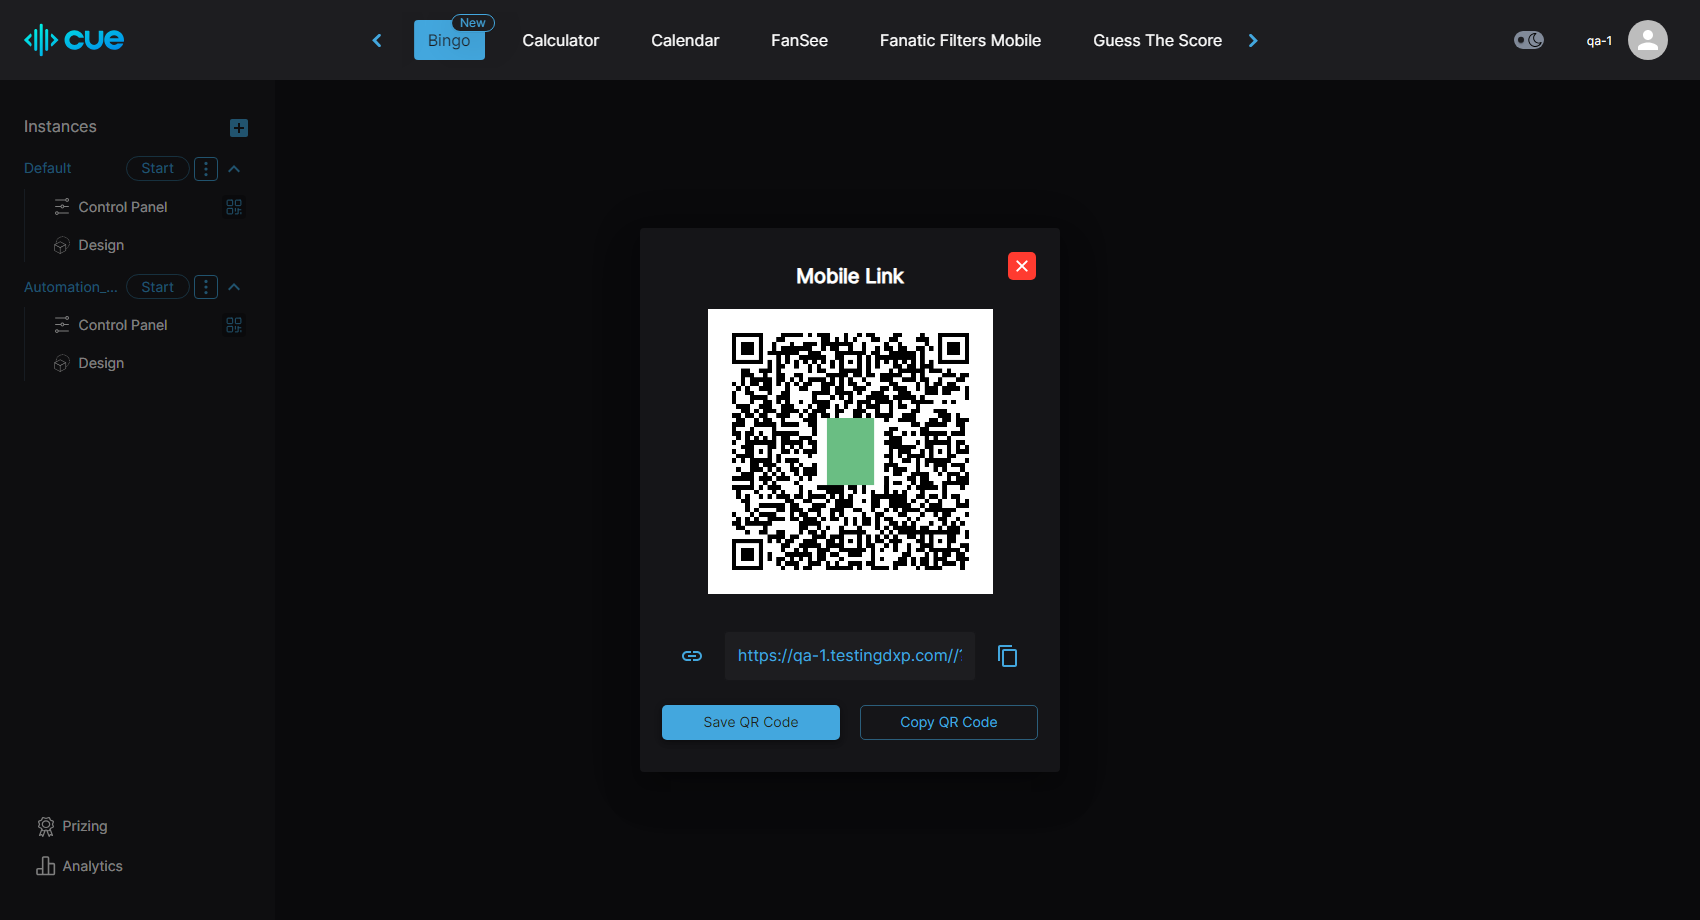 cue
Bingo
New
Calculator
Calendar
FanSee
Fanatic Filters Mobile
Guess The Score
qa-1
Instances
Default
Start
Control Panel
Design
Automation_...
Start
Control Panel
Design
Prizing
Analytics
Mobile Link
https://qa-1.testingdxp.com//?
Save QR Code
Copy QR Code